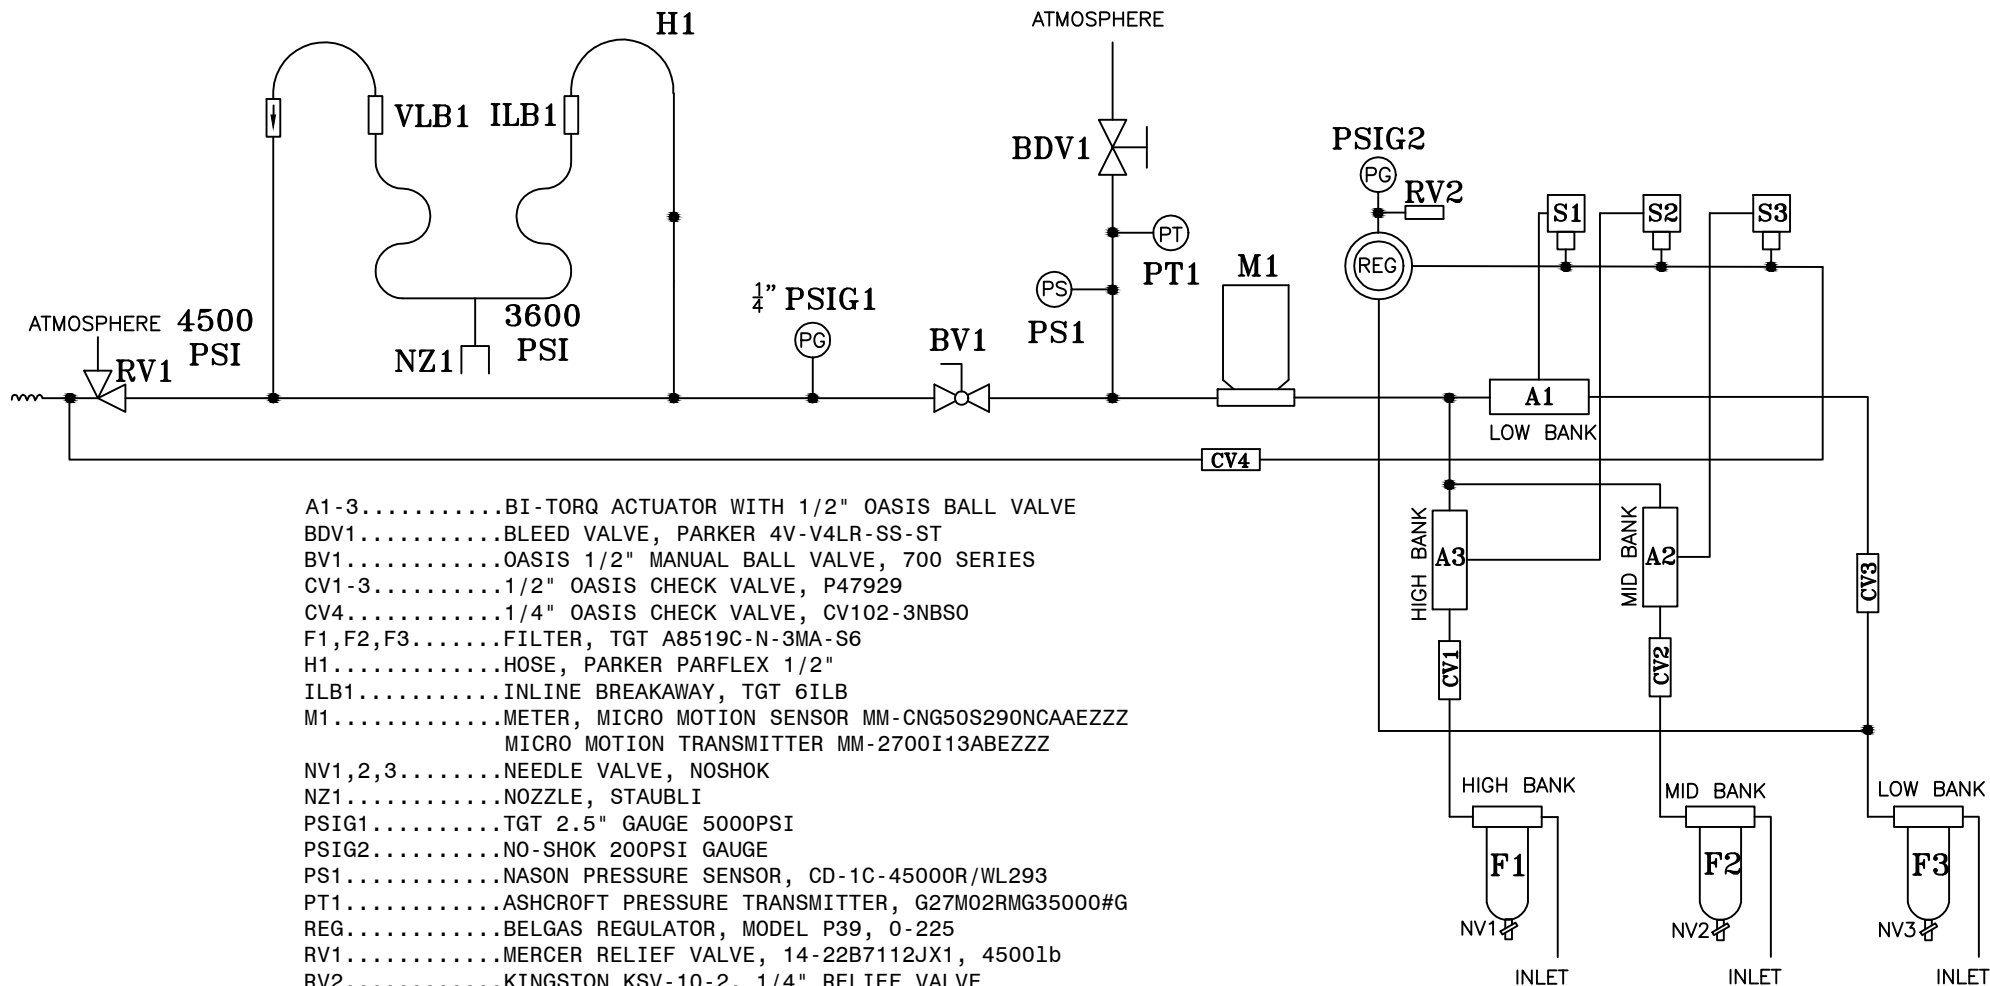 H1
ATMOSPHERE
VLB1
ILB1
BDV1
PSIG2
PG
RV2
S1
S2
S3
PT
PT1
REG
M1
PS
PS1
1/4" PSIG1
PG
BV1
ATMOSPHERE
4500
PSI
3600
PSI
RV1
NZ1
A1
LOW BANK
CV4
HIGH BANK
A3
MID BANK
A2
CV3
CV1
CV2
A1-3...........BI-TORQ ACTUATOR WITH 1/2" OASIS BALL VALVE
BDV1...........BLEED VALVE, PARKER 4V-V4LR-SS-ST
BV1............OASIS 1/2" MANUAL BALL VALVE, 700 SERIES
CV1-3..........1/2" OASIS CHECK VALVE, P47929
CV4............1/4" OASIS CHECK VALVE, CV102-3NBSO
F1,F2,F3.......FILTER, TGT A8519C-N-3MA-S6
H1.............HOSE, PARKER PARFLEX 1/2"
ILB1...........INLINE BREAKAWAY, TGT 6ILB
M1.............METER, MICRO MOTION SENSOR MM-CNG50S290NCAAEZZZ
MICRO MOTION TRANSMITTER MM-2700I13ABEZZZ
NV1,2,3........NEEDLE VALVE, NOSHOK
NZ1............NOZZLE, STAUBLI
PSIG1..........TGT 2.5" GAUGE 5000PSI
PSIG2..........NO-SHOK 200PSI GAUGE
PS1............NASON PRESSURE SENSOR, CD-1C-45000R/WL293
PT1............ASHCROFT PRESSURE TRANSMITTER, G27M02RMG35000#G
REG............BELGAS REGULATOR, MODEL P39, 0-225
RV1............MERCER RELIEF VALVE, 14-22B7112JX1, 4500lb
RV2............KINGSTON KSV-10-2, 1/4" RELIEF VALVE
HIGH BANK
MID BANK
LOW BANK
F1
F2
F3
NV1
NV2
NV3
INLET
INLET
INLET